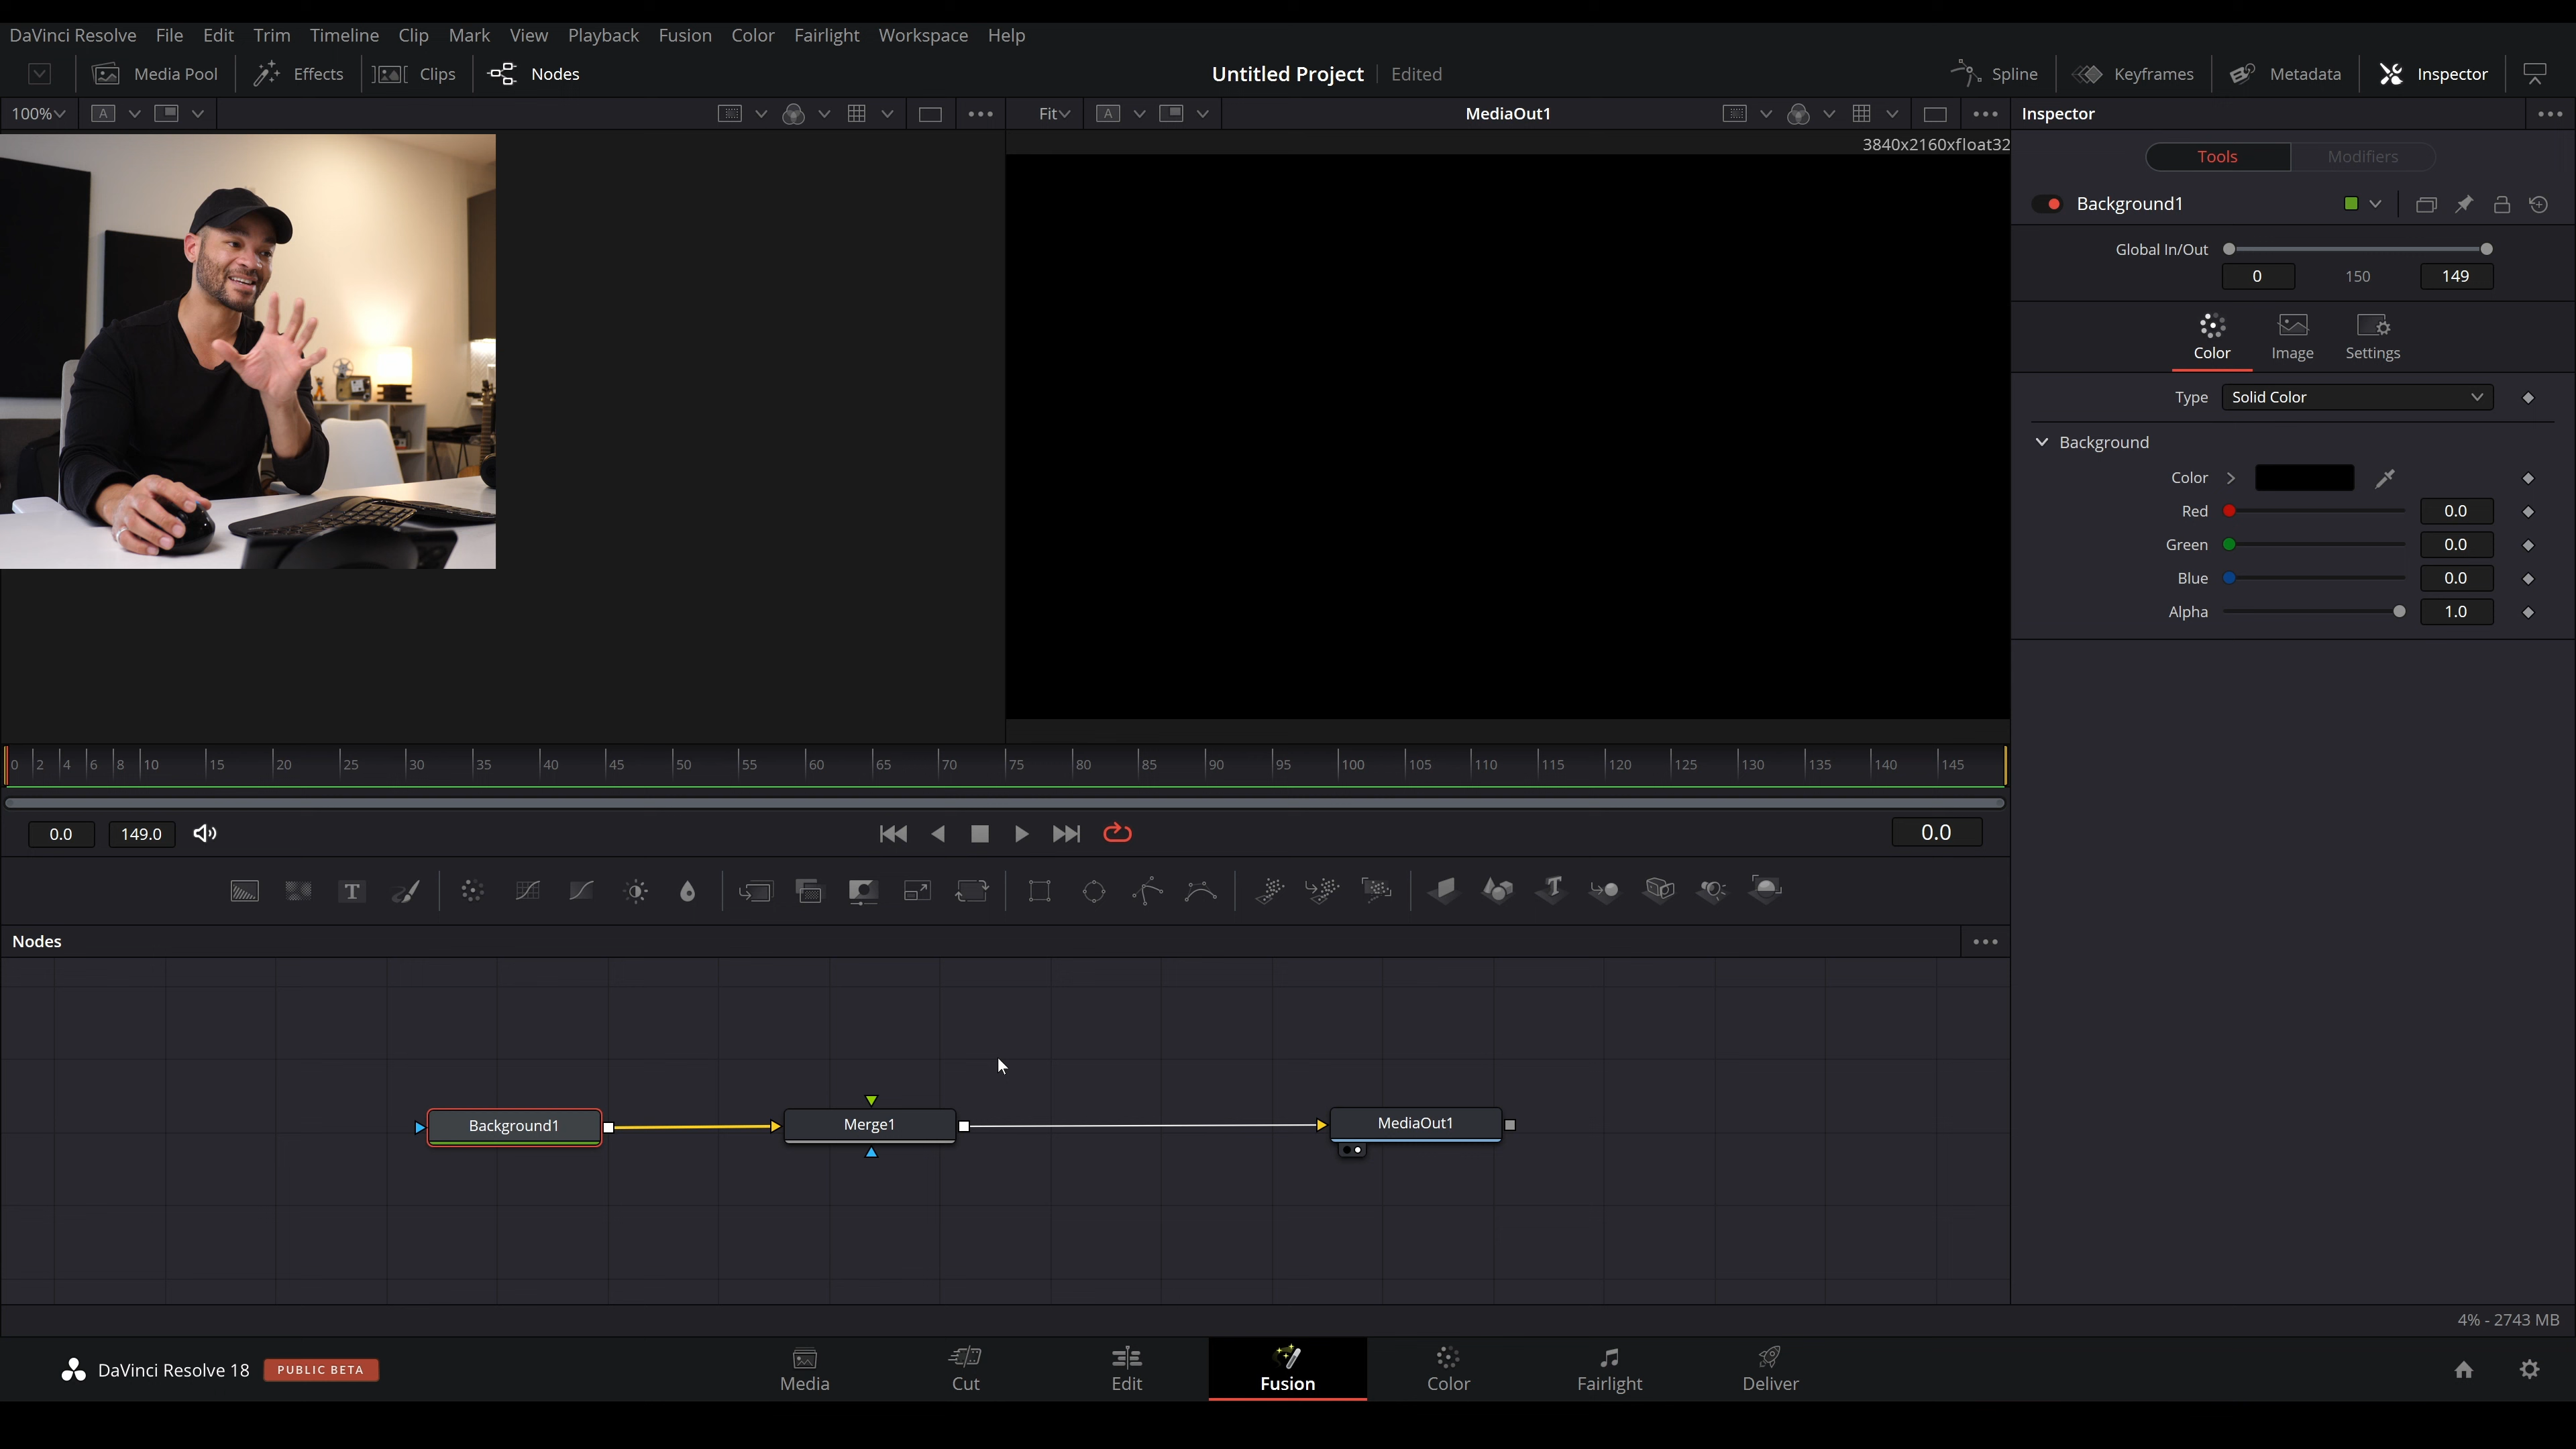 DaVinci Resolve File Edit Trim Timeline Clip Mark View Playback Fusion Color Fairlight Workspace Help
Media Pool Effects Clips Nodes Untitled Project Edited Spline Keyframes Metadata Inspector
100% A Fit A MediaOut1 Inspector
3840x2160xfloat32
Tools Modifiers
Background1
Global In/Out
0 150 149
Color Image Settings
Type Solid Color
Background
Color
Red 0.0
Green 0.0
Blue 0.0
Alpha 1.0
0 2 4 6 8 10 15 20 25 30 35 40 45 50 55 60 65 70 75 80 85 90 95 100 105 110 115 120 125 130 135 140 145
0.0 149.0 0.0
T T
Nodes
Background1 Merge1 MediaOut1
4% - 2743 MB
DaVinci Resolve 18 PUBLIC BETA
Media Cut Edit Fusion Color Fairlight Deliver